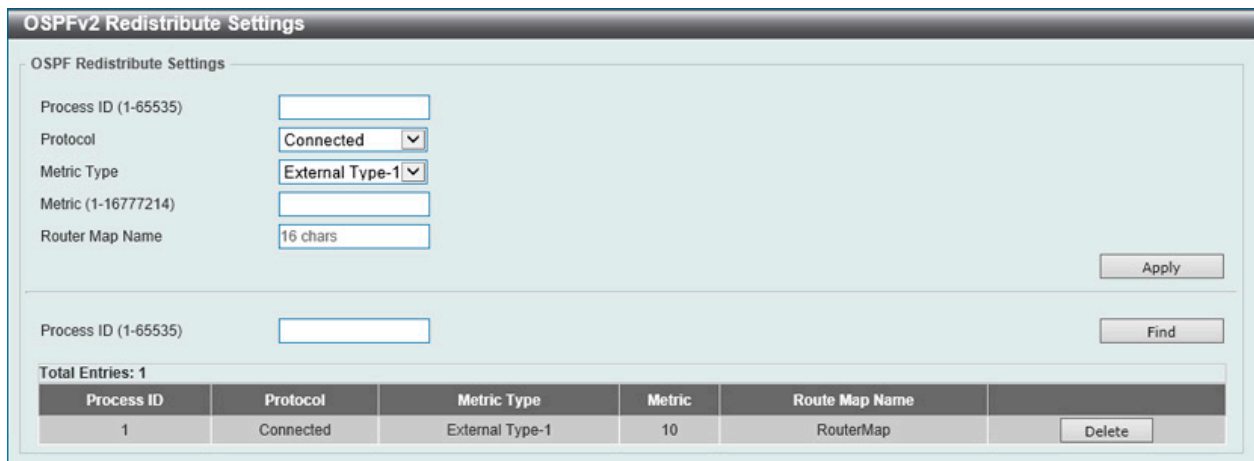 OSPFv2 Redistribute Settings
OSPF Redistribute Settings
Process ID (1-65535)
Protocol Connected
Metric Type External Type-1
Metric (1-16777214)
Router Map Name 16 chars
Apply
Process ID (1-65535) Find
Total Entries: 1
Process ID Protocol Metric Type Metric Route Map Name
1 Connected External Type-1 10 RouterMap Delete